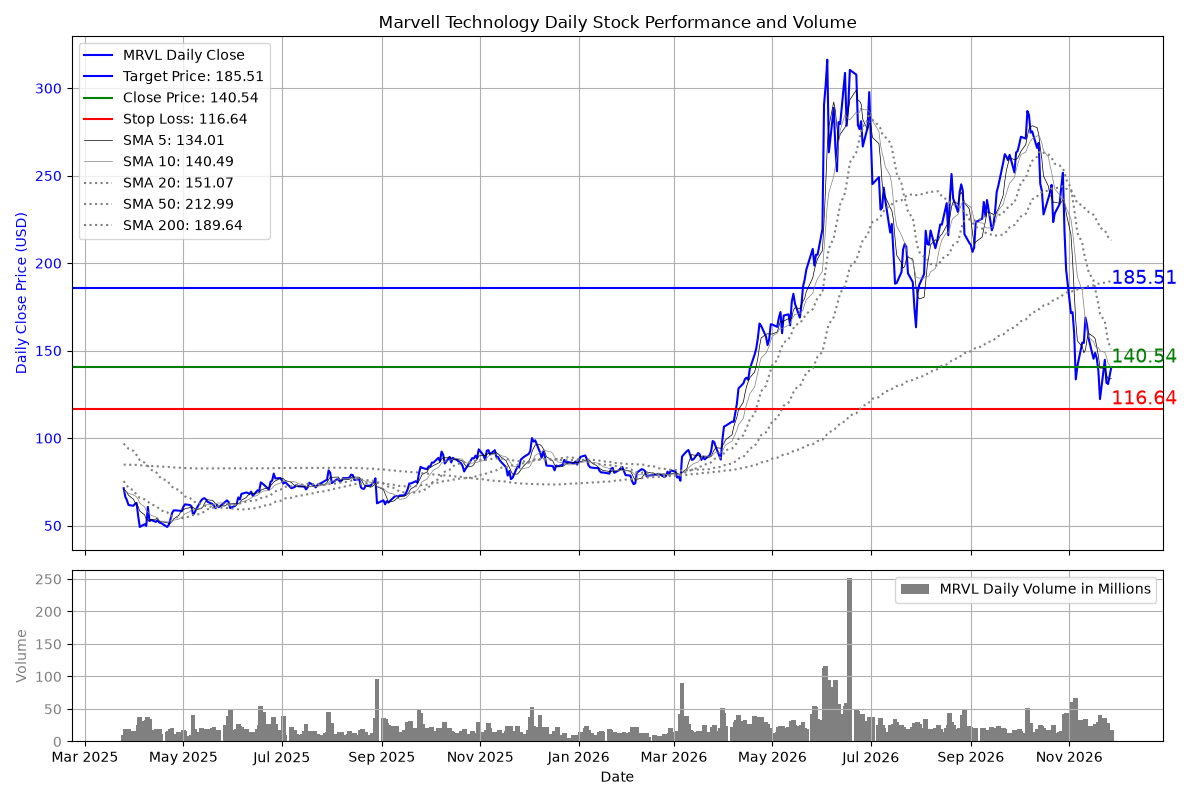 Marvell Technology Daily Stock Performance and Volume
MRVL Daily Close
Target Price: 185.51
Close Price: 140.54
Stop Loss: 116.64
SMA 5: 134.01
SMA 10: 140.49
SMA 20: 151.07
SMA 50: 212.99
SMA 200: 189.64
Daily Close Price (USD)
300
250
200
150
100
50
185.51
140.54
116.64
MRVL Daily Volume in Millions
Volume
250
200
150
100
50
0
Mar 2025 May 2025 Jul 2025 Sep 2025 Nov 2025 Jan 2026 Mar 2026 May 2026 Jul 2026 Sep 2026 Nov 2026
Date